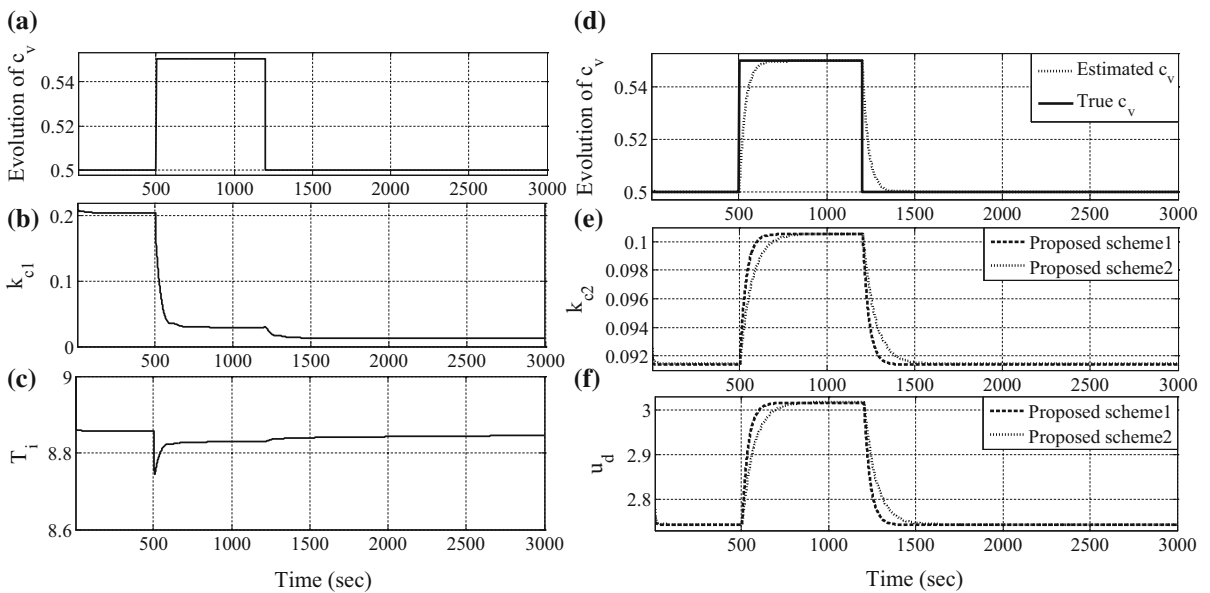 (a)
Evolution of c_v
0.54
0.52
0.5
500 1000 1500 2000 2500 3000
(b)
k_c1
0.2
0.1
0
500 1000 1500 2000 2500 3000
(c)
T_i
9
8.8
8.6
500 1000 1500 2000 2500 3000
Time (sec)
(d)
Evolution of c_v
0.54
0.52
0.5
Estimated c_v
True c_v
500 1000 1500 2000 2500 3000
(e)
k_c2
0.1
0.098
0.096
0.094
0.092
Proposed scheme1
Proposed scheme2
500 1000 1500 2000 2500 3000
(f)
u_d
3
2.9
2.8
Proposed scheme1
Proposed scheme2
500 1000 1500 2000 2500 3000
Time (sec)